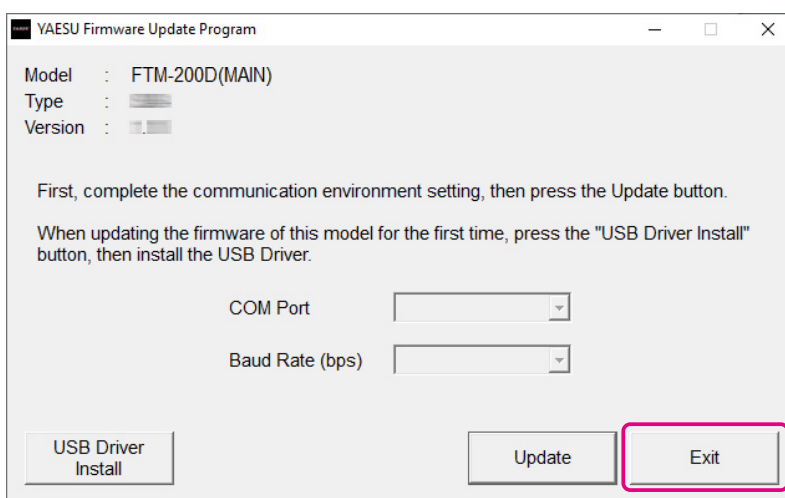 YAESU Firmware Update Program
Model : FTM-200D(MAIN)
Type :
Version :
First, complete the communication environment setting, then press the Update button.
When updating the firmware of this model for the first time, press the "USB Driver Install"
button, then install the USB Driver.
COM Port
Baud Rate (bps)
USB Driver
Install
Update
Exit